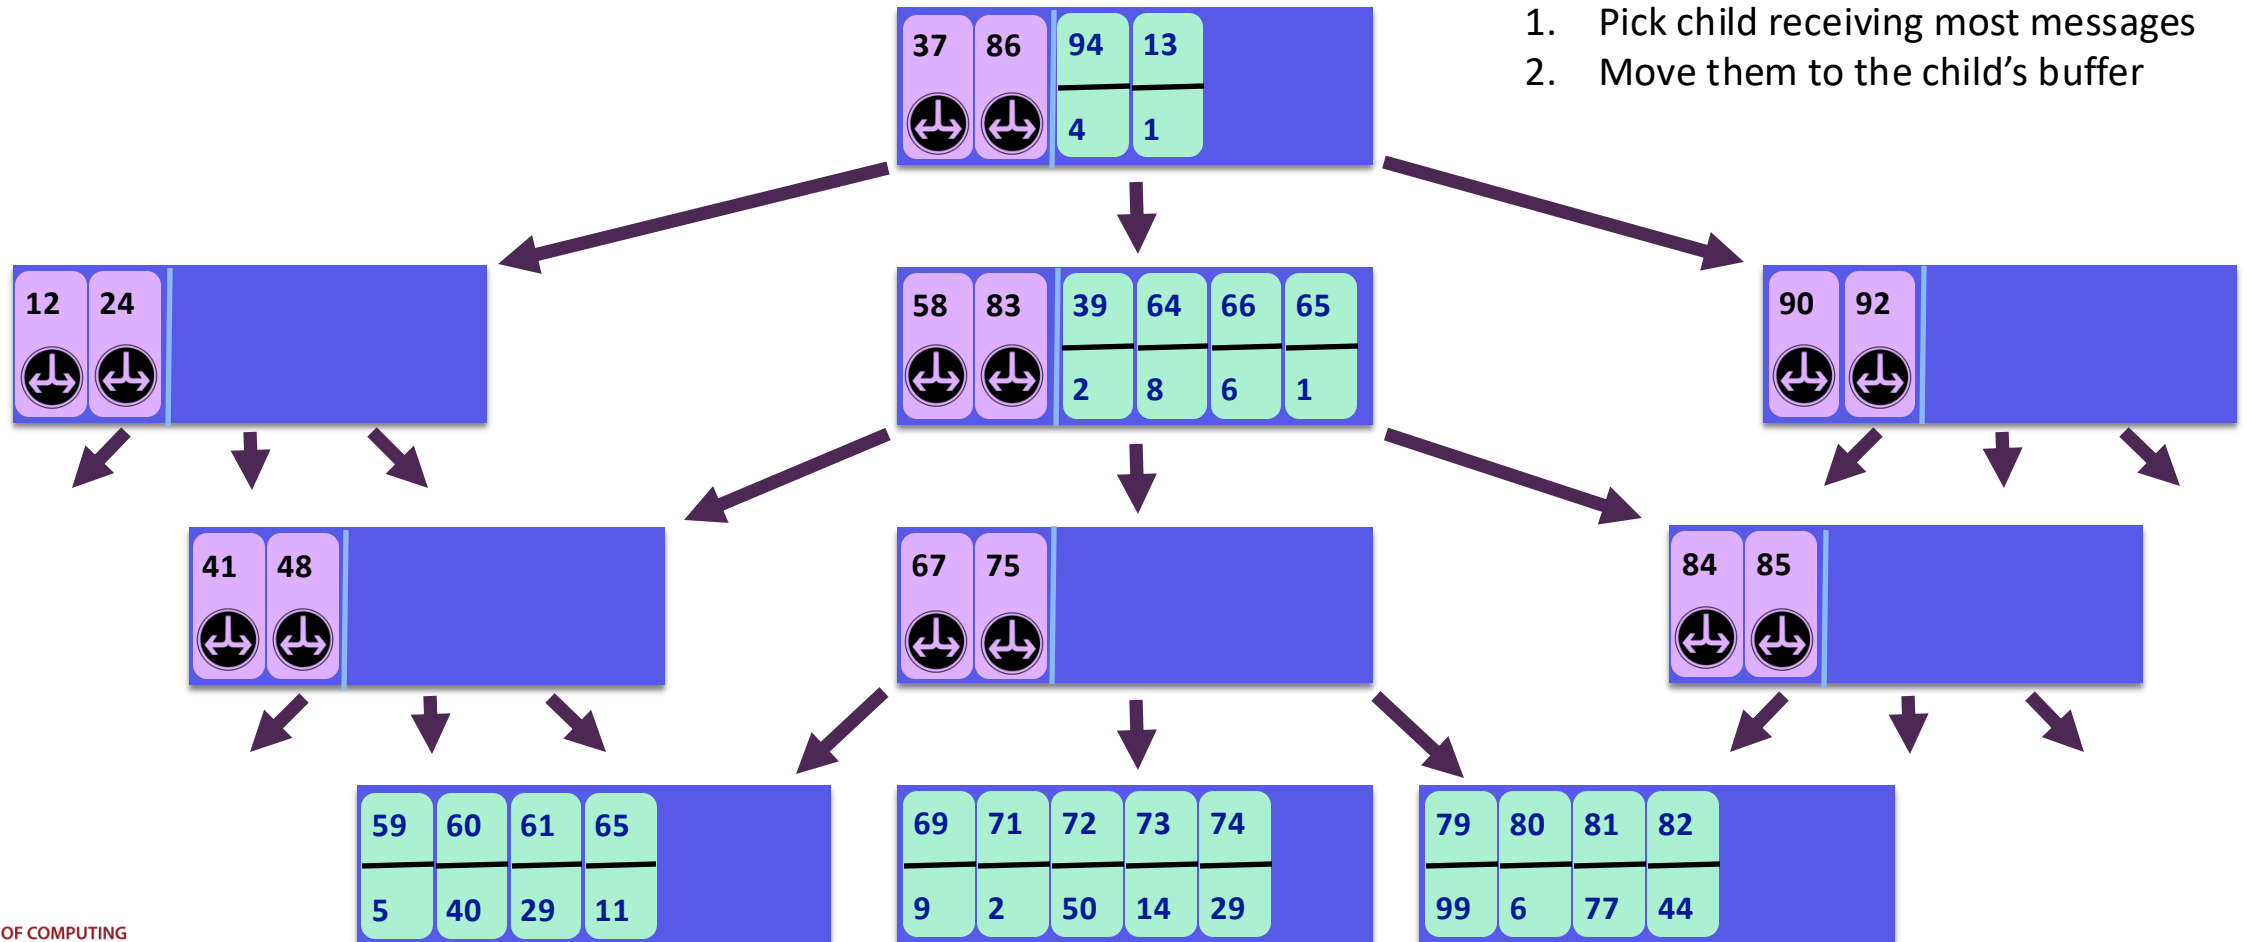 1. Pick child receiving most messages
2. Move them to the child's buffer
37 86 94 13
4 1
12 24
58 83 39 64 66 65
2 8 6 1
90 92
41 48
67 75
84 85
59 60 61 65
5 40 29 11
69 71 72 73 74
9 2 50 14 29
79 80 81 82
99 6 77 44
OF COMPUTING